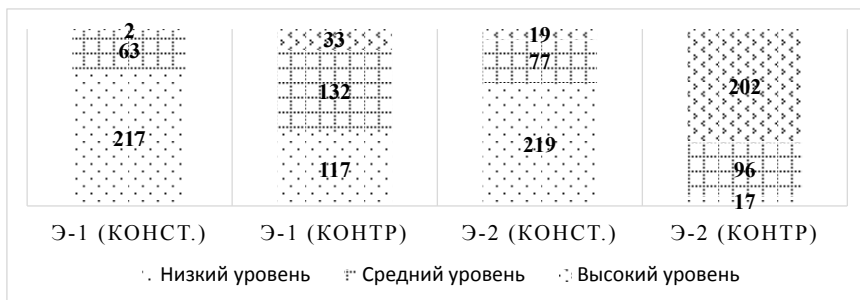 2 33 19
63 132 77 202
217 117 219 96
17
Э-1 (КОНСТ.) Э-1 (КОНТР) Э-2 (КОНСТ.) Э-2 (КОНТР)
Низкий уровень Средний уровень Высокий уровень